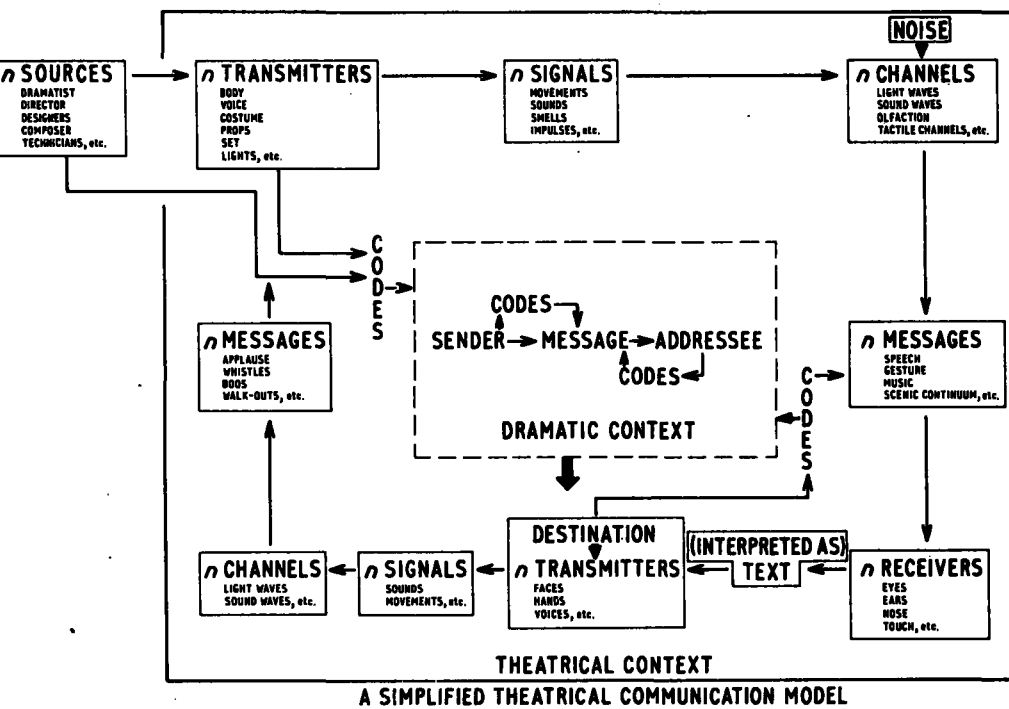 NOISE
n SOURCES
DRAMATIST
DIRECTOR
DESIGNERS
COMPOSER
TECHNICIANS, etc.
n TRANSMITTERS
BODY
VOICE
COSTUME
PROPS
SET
LIGHTS, etc.
n SIGNALS
MOVEMENTS
SOUNDS
SMELLS
IMPULSES, etc.
n CHANNELS
LIGHT WAVES
SOUND WAVES
OLFACTION
TACTILE CHANNELS, etc.
CODES
CODES
SENDER MESSAGE ADDRESSEE
CODES
DRAMATIC CONTEXT
CODES
n MESSAGES
SPEECH
GESTURE
MUSIC
SCENIC CONTINUUM, etc.
n MESSAGES
APPLAUSE
WHISTLES
BOOS
WALK-OUTS, etc.
n CHANNELS
LIGHT WAVES
SOUND WAVES, etc.
n SIGNALS
SOUNDS
MOVEMENTS, etc.
DESTINATION
n TRANSMITTERS
FACES
HANDS
VOICES, etc.
(INTERPRETED AS)
TEXT
n RECEIVERS
EYES
EARS
NOSE
TOUCH, etc.
THEATRICAL CONTEXT
A SIMPLIFIED THEATRICAL COMMUNICATION MODEL